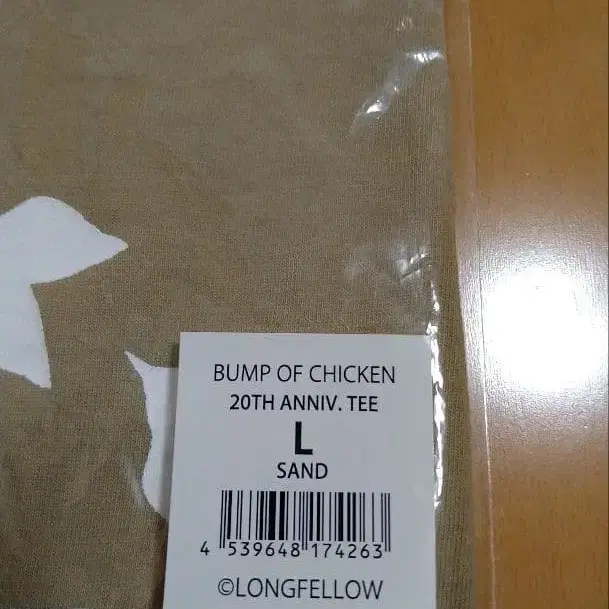 BUMP OF CHICKEN
20TH ANNIV. TEE
L
SAND
4 539648 174263
©LONGFELLOW